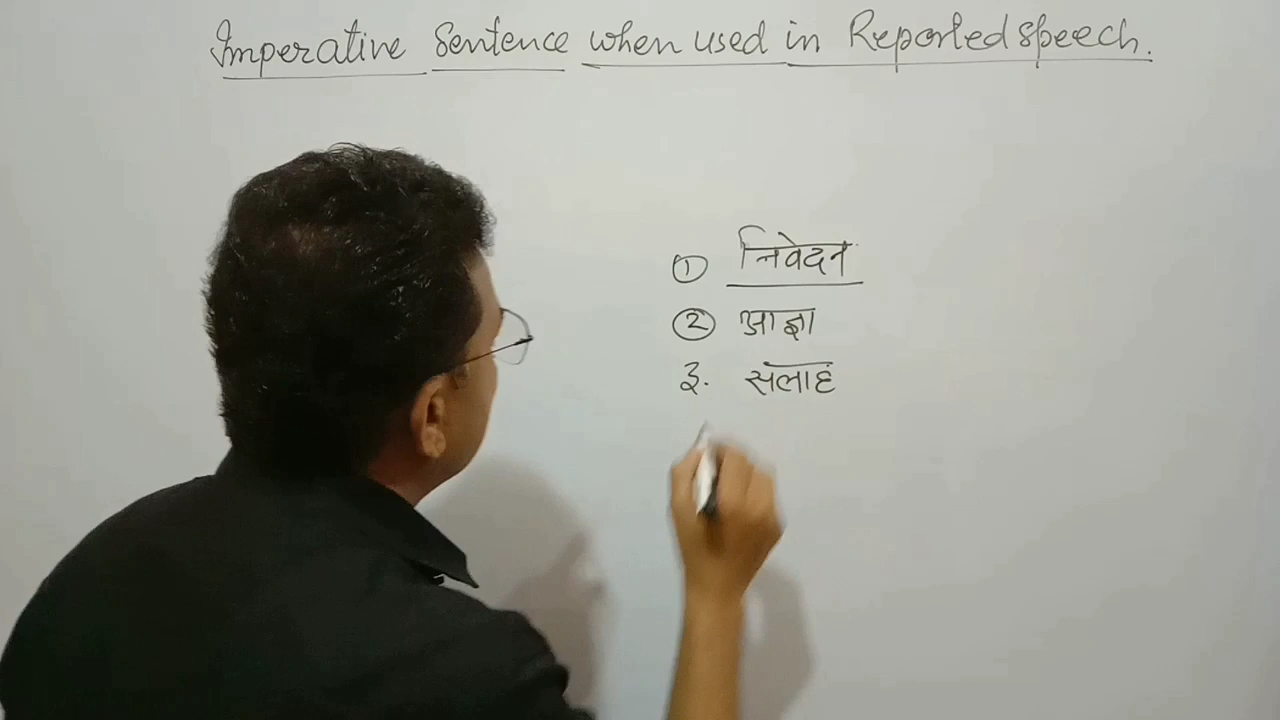 Imperative Sentence when used in Reported speech.
① निवेदन
② आज्ञा
३. सलाह